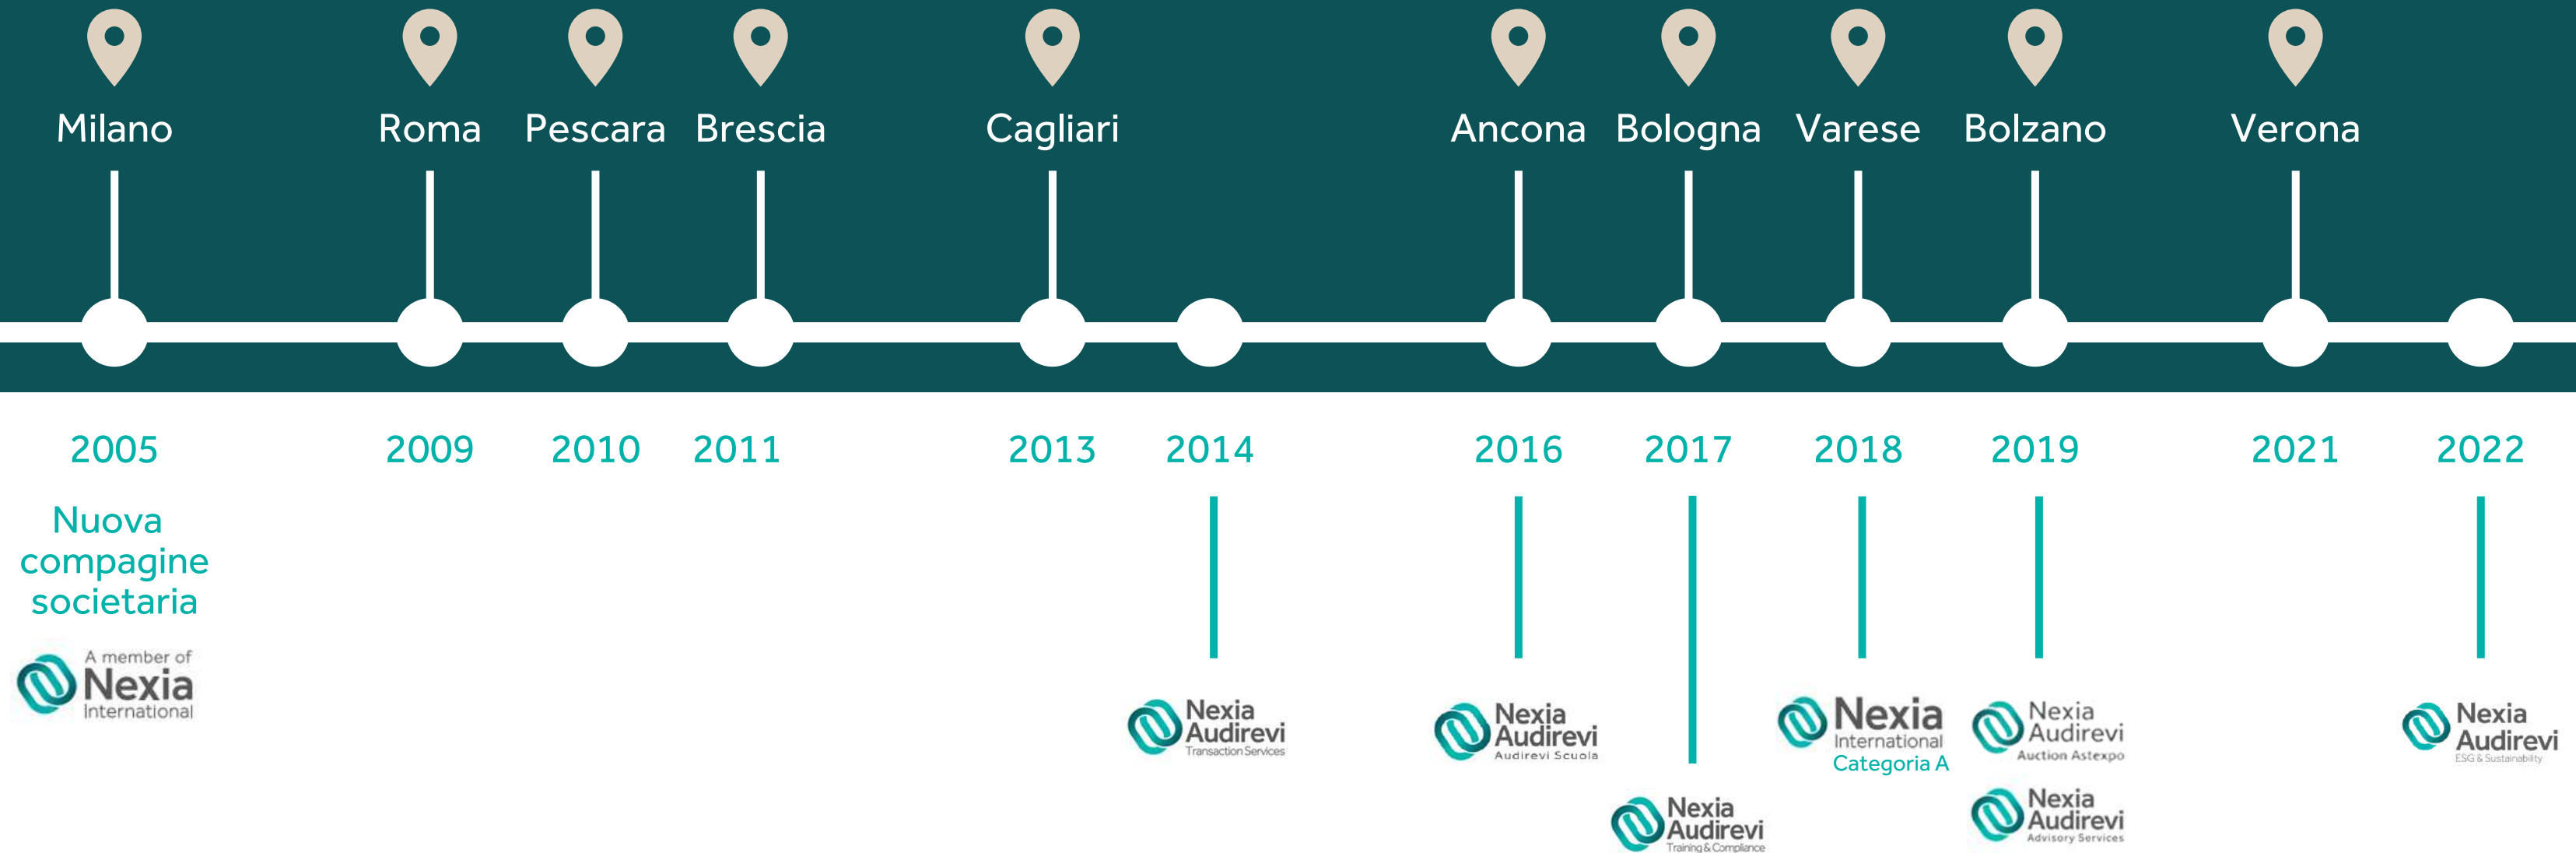 Milano
Roma
Pescara
Brescia
Cagliari
Ancona
Bologna
Varese
Bolzano
Verona
2005
2009
2010
2011
2013
2014
2016
2017
2018
2019
2021
2022
Nuova
compagine
societaria
A member of
Nexia
International
Nexia
Audirevi
Transaction Services
Nexia
Audirevi
Audirevi Scuola
Nexia
Audirevi
Training & Compliance
Nexia
International
Categoria A
Nexia
Audirevi
Auction Astexpo
Nexia
Audirevi
Advisory Services
Nexia
Audirevi
ESG & Sustainability